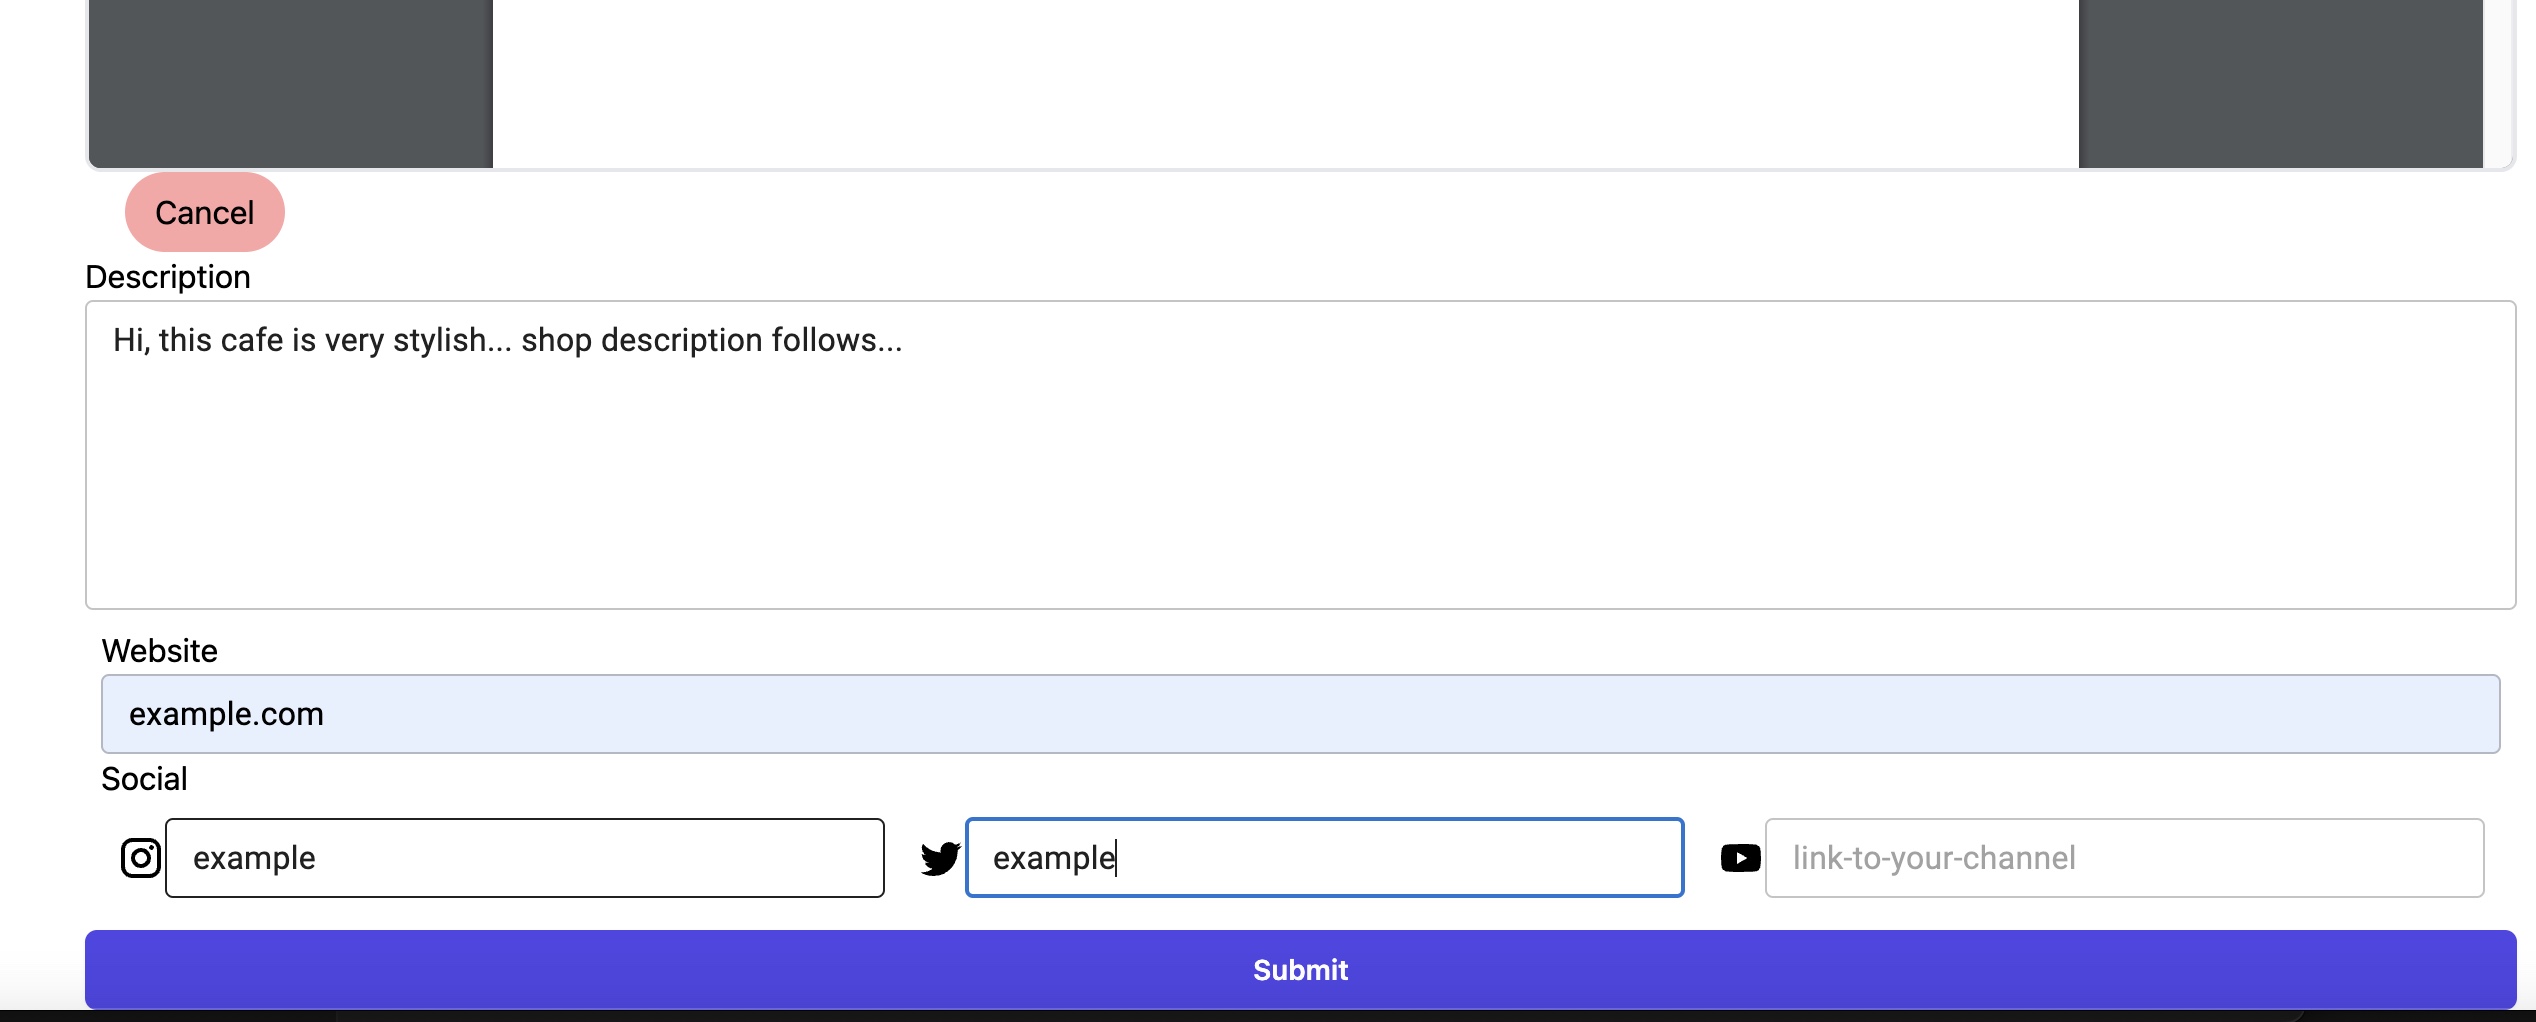 Cancel
Description
Hi, this cafe is very stylish... shop description follows...
Website
example.com
Social
example
example
link-to-your-channel
Submit